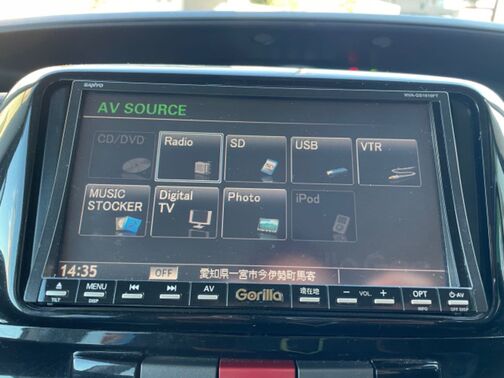 SANYO
NVA-GS1610FT
AV SOURCE
CD/DVD Radio SD USB VTR
MUSIC STOCKER Digital TV Photo iPod
14:35 OFF 愛知県一宮市今伊勢町馬寄
TILT MENU DISP AV Gorilla 現在地 − VOL. + OPT INFO AV OFF DISP